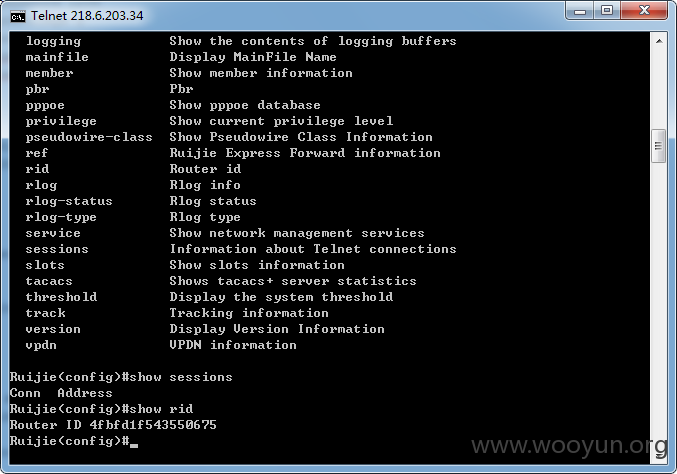 Telnet 218.6.203.34
logging Show the contents of logging buffers
mainfile Display MainFile Name
member Show member information
pbr Pbr
pppoe Show pppoe database
privilege Show current privilege level
pseudowire-class Show Pseudowire Class Information
ref Ruijie Express Forward information
rid Router id
rlog Rlog info
rlog-status Rlog status
rlog-type Rlog type
service Show network management services
sessions Information about Telnet connections
slots Show slots information
tacacs Shows tacacs+ server statistics
threshold Display the system threshold
track Tracking information
version Display Version Information
vpdn VPDN information
Ruijie(config)#show sessions
Conn Address
Ruijie(config)#show rid
Router ID 4fbfd1f543550675
Ruijie(config)#_
www.wooyun.org